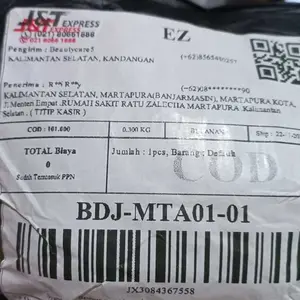 J&T EXPRESS
EZ
Pengirim : Beautycare5
KALIMANTAN SELATAN, KANDANGAN
Penerima : R**i R**y
KALIMANTAN SELATAN, MARTAPURA(BANJARMASIN), MARTAPURA KOTA,
Jl.Menteri Empat .RUMAH SAKIT RATU ZALECHA MARTAPURA Kalimantan
Selatan , ( TITIP KASIR )
COD : 101.000
0,300 KG
TOTAL Biaya
0
Sudah Termasuk PPN
Jumlah : 1pcs, Barang:
COD
BDJ-MTA01-01
JX3084367558